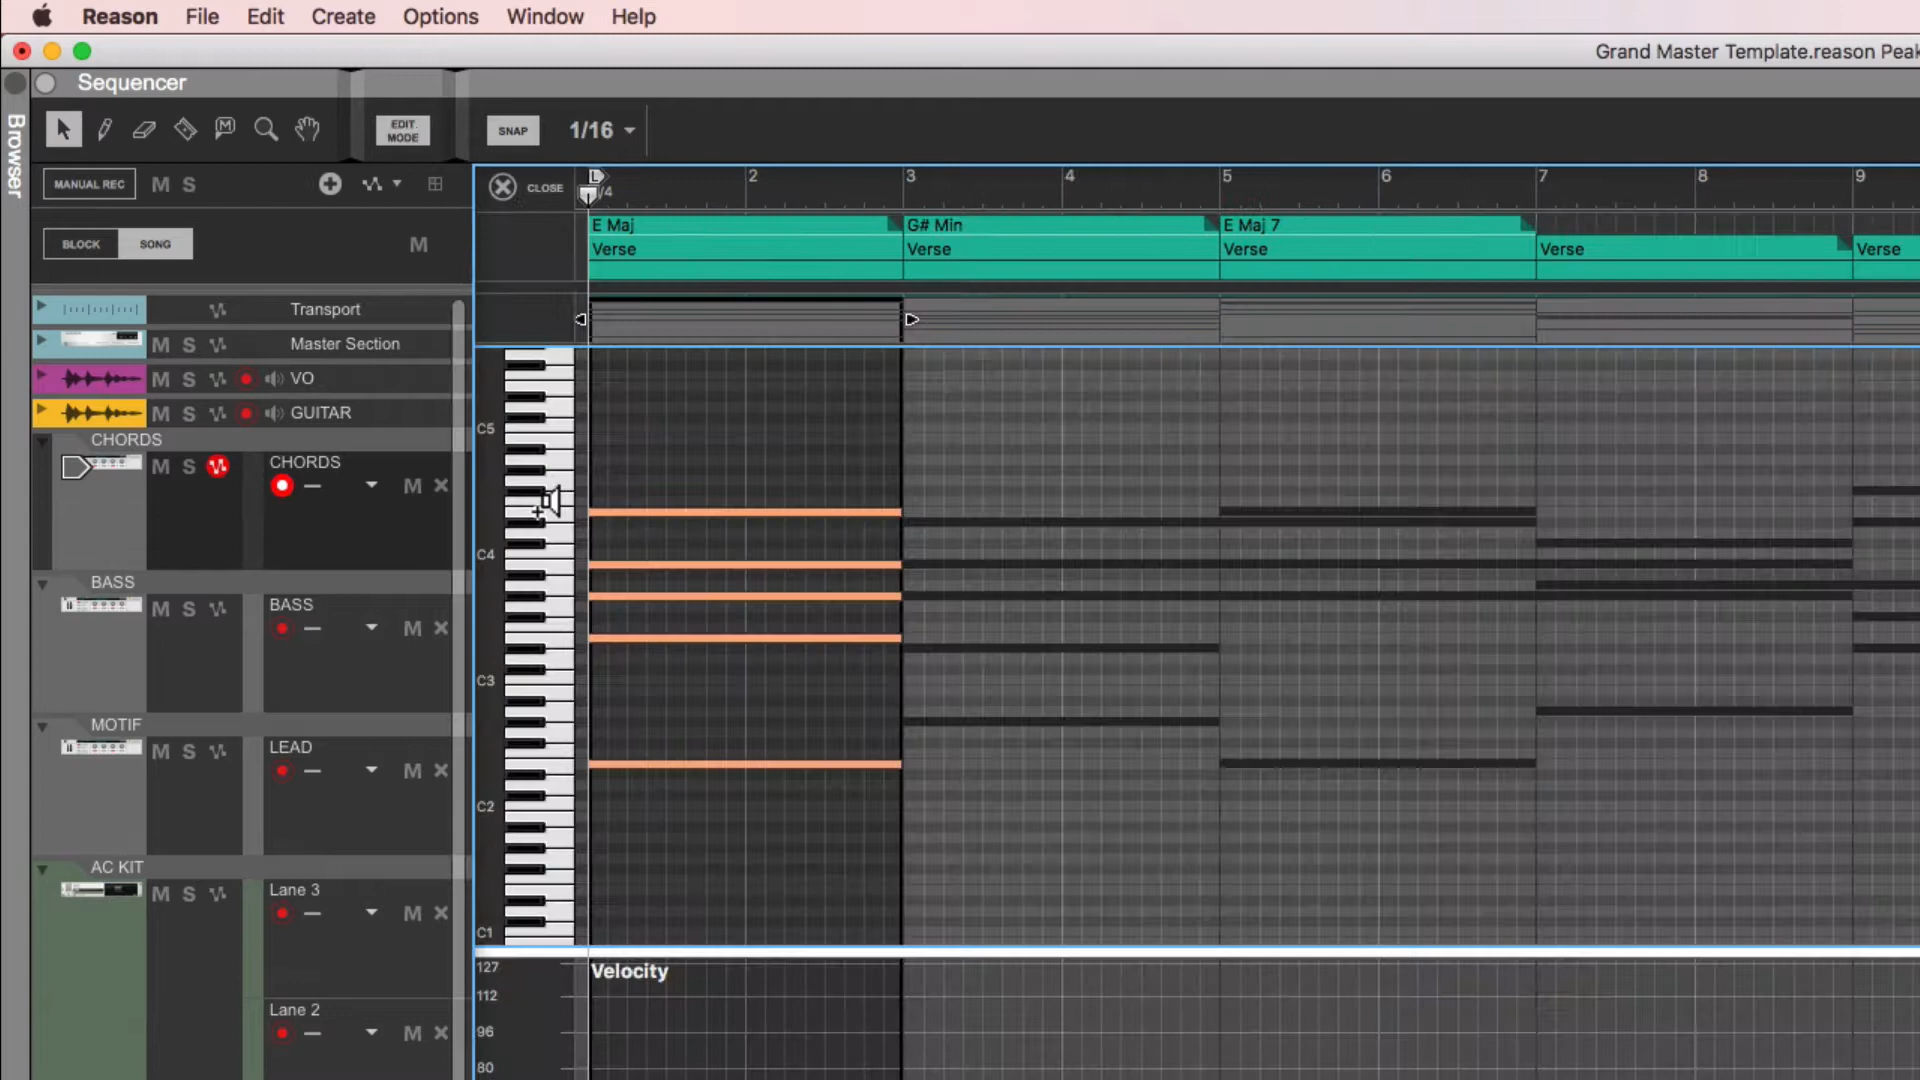 Reason File Edit Create Options Window Help
Grand Master Template.reason Peak
Sequencer
Browser
EDIT MODE
SNAP
1/16
MANUAL REC M S
CLOSE
/4
L
2 3 4 5 6 7 8 9
BLOCK SONG M
E Maj G# Min E Maj 7
Verse Verse Verse Verse Verse
Transport
M S Master Section
M S VO
M S GUITAR
CHORDS
M S CHORDS
M
BASS
M S BASS
M
MOTIF
M S LEAD
M
AC KIT
M S Lane 3
M
Lane 2
M
C5
C4
C3
C2
C1
Velocity
127
112
96
80